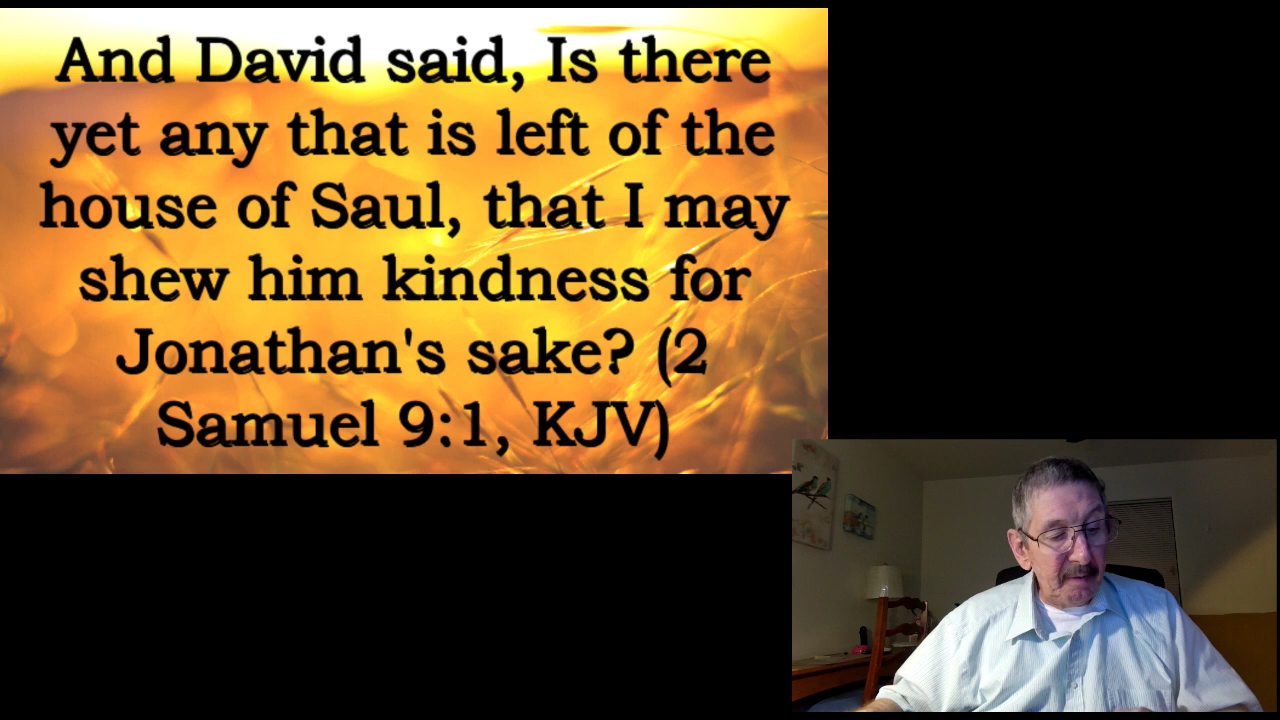 And David said, Is there
yet any that is left of the
house of Saul, that I may
shew him kindness for
Jonathan's sake? (2
Samuel 9:1, KJV)